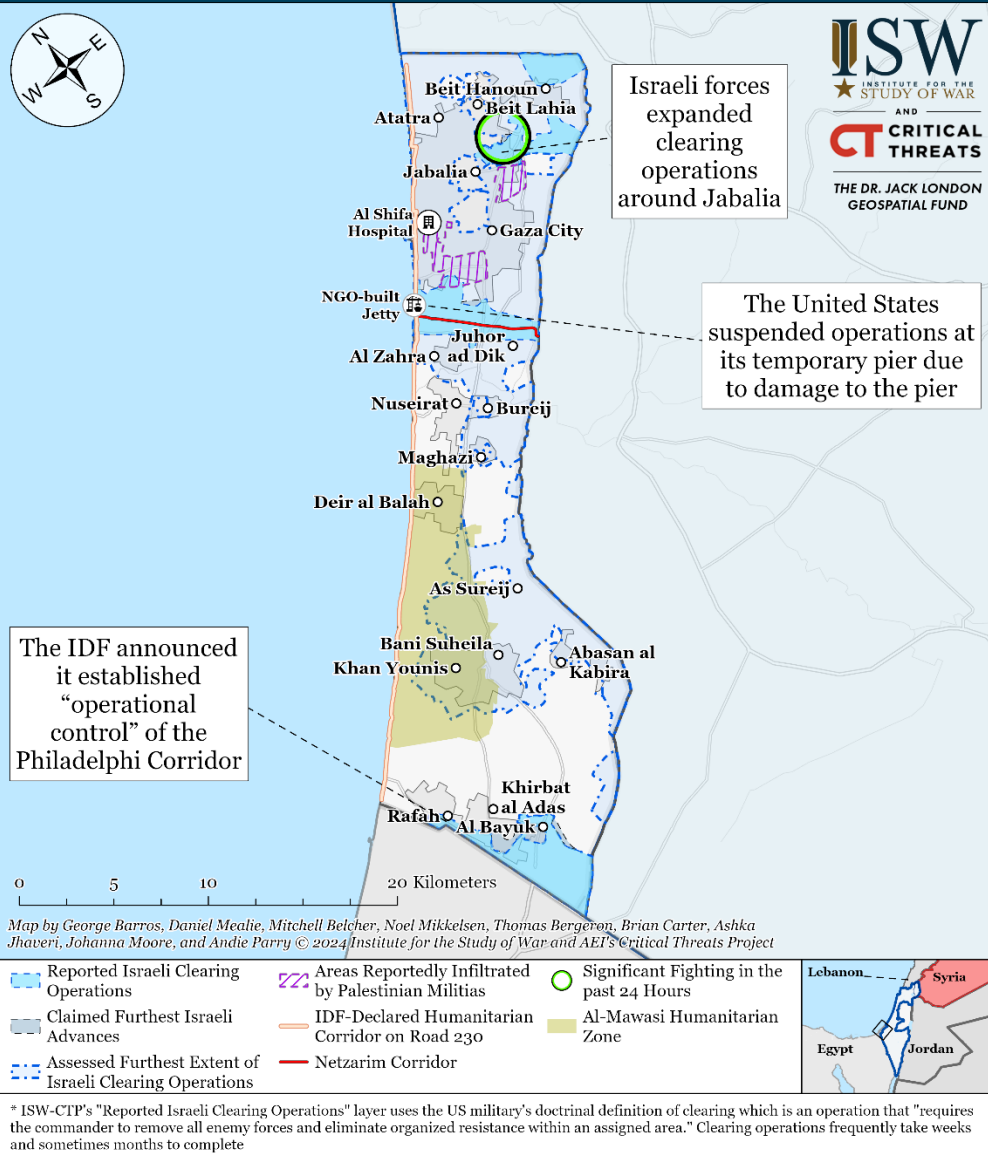 N
E
W
S
ISW
INSTITUTE FOR THE
STUDY OF WAR
AND
CT CRITICAL
THREATS
THE DR. JACK LONDON
GEOSPATIAL FUND
Israeli forces
expanded
clearing
operations
around Jabalia
Beit Hanoun
Beit Lahia
Atatra
Jabalia
Al Shifa
Hospital
Gaza City
NGO-built
Jetty
The United States
suspended operations at
its temporary pier due
to damage to the pier
Juhor
ad Dik
Al Zahra
Nuseirat
Bureij
Maghazi
Deir al Balah
As Sureij
Bani Suheila
Khan Younis
Abasan al
Kabira
The IDF announced
it established
“operational
control” of the
Philadelphi Corridor
Khirbat
al Adas
Rafah
Al Bayuk
0 5 10 20 Kilometers
Map by George Barros, Daniel Mealie, Mitchell Belcher, Noel Mikkelsen, Thomas Bergeron, Brian Carter, Ashka
Jhaveri, Johanna Moore, and Andie Parry © 2024 Institute for the Study of War and AEI's Critical Threats Project
Reported Israeli Clearing
Operations
Claimed Furthest Israeli
Advances
Assessed Furthest Extent of
Israeli Clearing Operations
Areas Reportedly Infiltrated
by Palestinian Militias
IDF-Declared Humanitarian
Corridor on Road 230
Netzarim Corridor
Significant Fighting in the
past 24 Hours
Al-Mawasi Humanitarian
Zone
Lebanon
Syria
Egypt
Jordan
* ISW-CTP's "Reported Israeli Clearing Operations" layer uses the US military's doctrinal definition of clearing which is an operation that "requires
the commander to remove all enemy forces and eliminate organized resistance within an assigned area." Clearing operations frequently take weeks
and sometimes months to complete